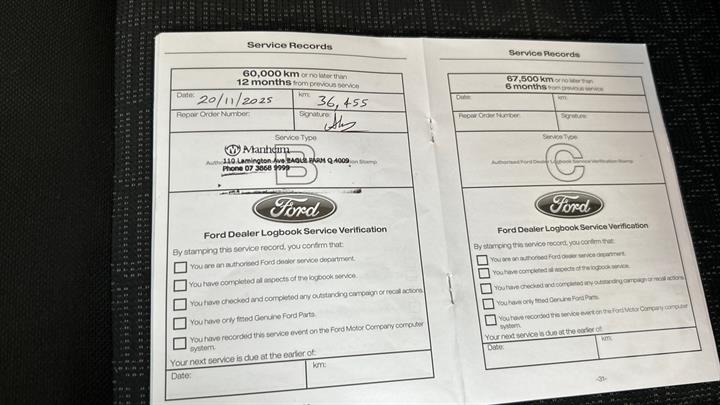 Service Records
60,000 km or no later than
12 months from previous service
Date: 20/11/2025 km: 36,455
Repair Order Number: Signature:
Service Type
B
Manheim
110 Lamington Ave EAGLE FARM Q 4009
Phone 07 3868 9999
Ford
Ford Dealer Logbook Service Verification
By stamping this service record, you confirm that:
You are an authorised Ford dealer service department.
You have completed all aspects of the logbook service.
You have checked and completed any outstanding campaign or recall actions.
You have only fitted Genuine Ford Parts.
You have recorded this service event on the Ford Motor Company computer
system.
Your next service is due at the earlier of:
Date: km:
Service Records
67,500 km or no later than
6 months from previous service
Date: km:
Repair Order Number: Signature:
Service Type
C
Authorised Ford Dealer Logbook Service Verification Stamp
Ford
Ford Dealer Logbook Service Verification
By stamping this service record, you confirm that:
You are an authorised Ford dealer service department.
You have completed all aspects of the logbook service.
You have checked and completed any outstanding campaign or recall actions.
You have only fitted Genuine Ford Parts.
You have recorded this service event on the Ford Motor Company computer
system.
Your next service is due at the earlier of:
Date: km:
-31-